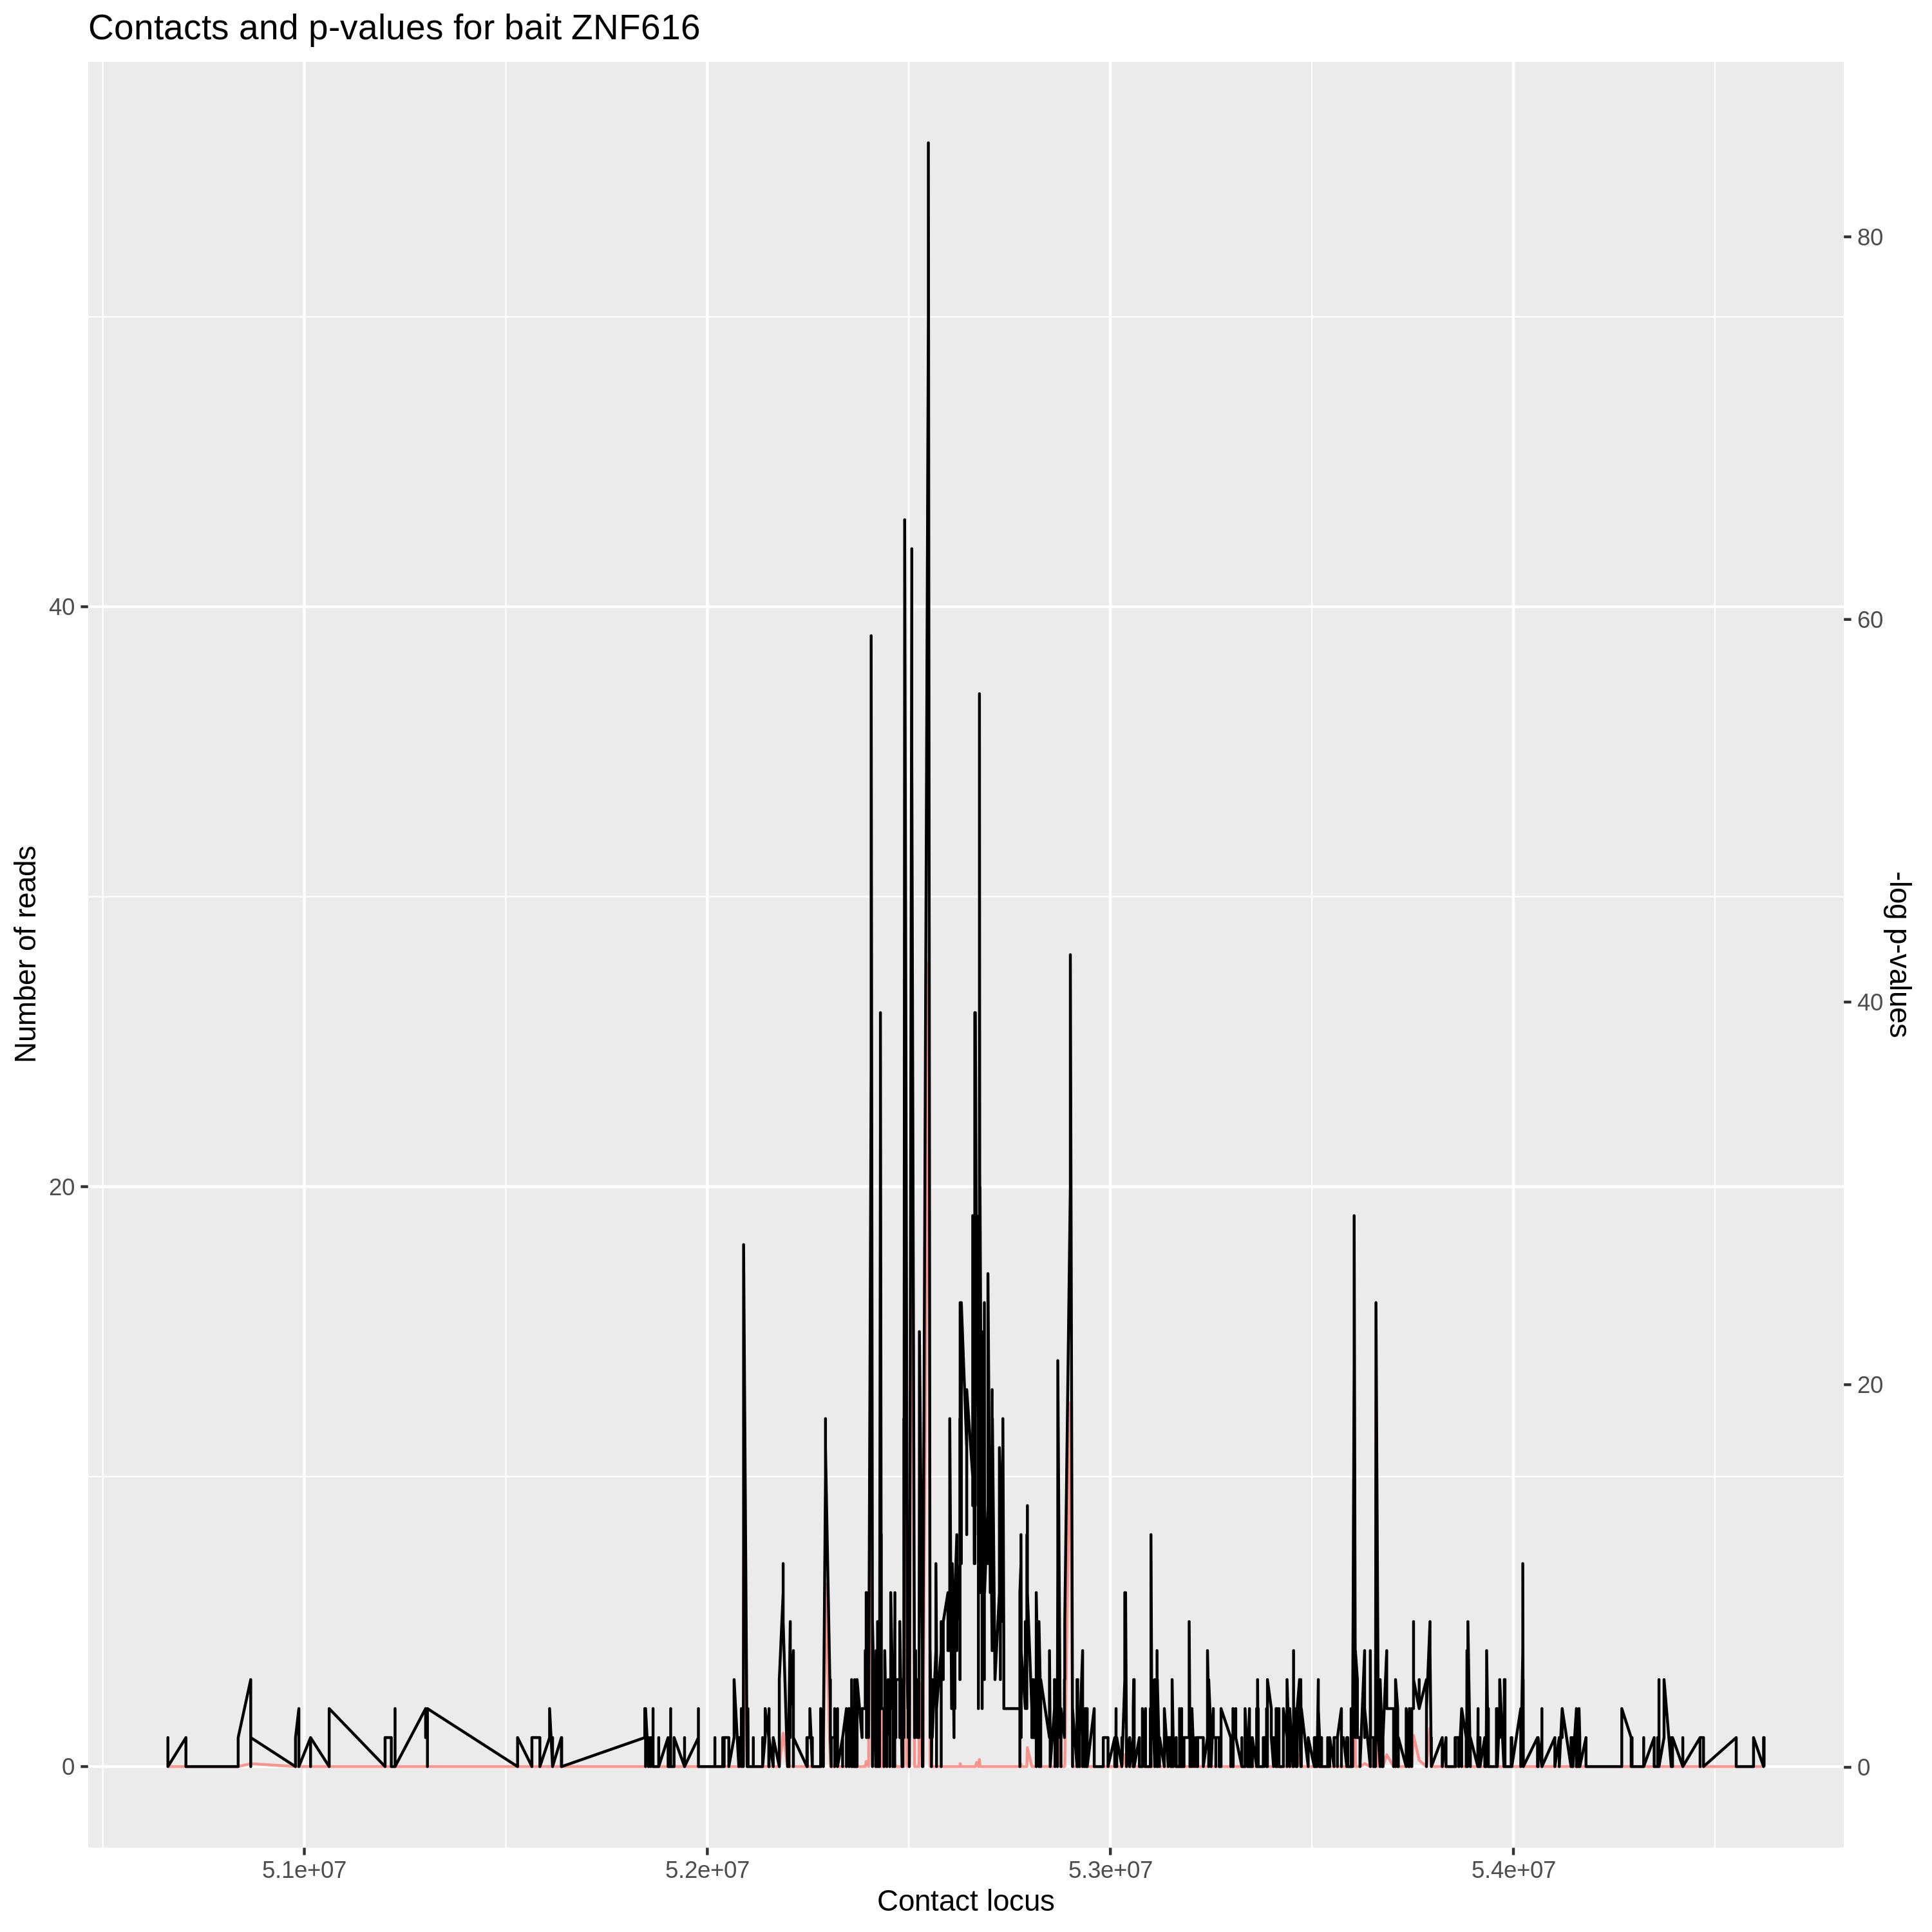 Contacts and p-values for bait ZNF616
Number of reads
40
20
0
80
60
40
20
0
-log p-values
5.1e+07
5.2e+07
5.3e+07
5.4e+07
Contact locus